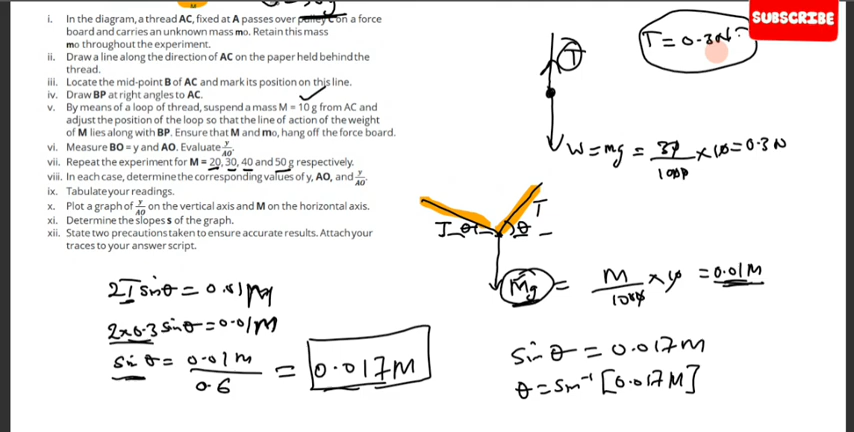 SUBSCRIBE
i. In the diagram, a thread AC, fixed at A passes over pulley C on a force
board and carries an unknown mass mo. Retain this mass
mo throughout the experiment.
ii. Draw a line along the direction of AC on the paper held behind the
thread.
iii. Locate the mid-point B of AC and mark its position on this line.
iv. Draw BP at right angles to AC.
v. By means of a loop of thread, suspend a mass M = 10 g from AC and
adjust the position of the loop so that the line of action of the weight
of M lies along with BP. Ensure that M and mo, hang off the force board.
vi. Measure BO = y and AO. Evaluate y/AO.
vii. Repeat the experiment for M = 20, 30, 40 and 50 g respectively.
viii. In each case, determine the corresponding values of y, AO, and y/AO.
ix. Tabulate your readings.
x. Plot a graph of y/AO on the vertical axis and M on the horizontal axis.
xi. Determine the slopes s of the graph.
xii. State two precautions taken to ensure accurate results. Attach your
traces to your answer script.
T = 0.3N?
T
W = mg = 30/1000 × 10 = 0.3 N
T θ θ T
Mg = M/1000 × 10 = 0.01M
2T sinθ = 0.01M
2×0.3 sinθ = 0.01M
sin θ = 0.01M/0.6 = 0.017M
Sin θ = 0.017M
θ = Sin⁻¹ [0.017M]